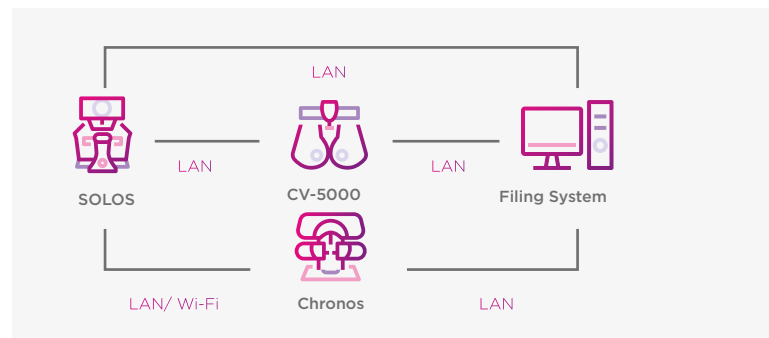 LAN
LAN
LAN
SOLOS
CV-5000
Filing System
LAN/ Wi-Fi
Chronos
LAN